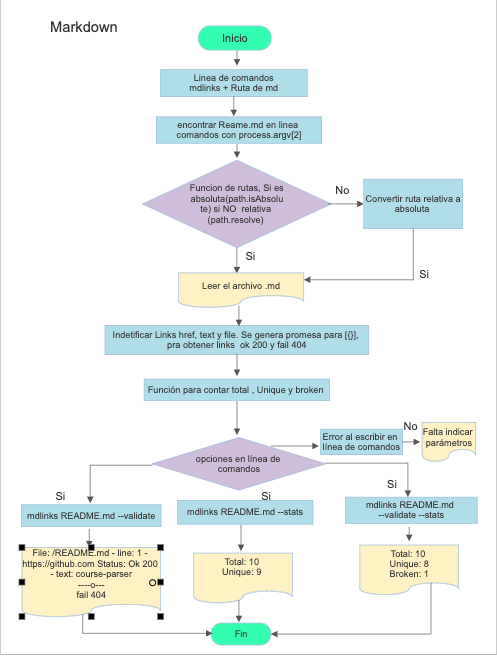 Markdown
Inicio
Linea de comandos
mdlinks + Ruta de md
encontrar Reame.md en linea
comandos con process.argv[2]
Funcion de rutas, Si es
absoluta(path.isAbsolu
te) si NO relativa
(path.resolve)
No
Convertir ruta relativa a
absoluta
Si
Si
Leer el archivo .md
Indetificar Links href, text y file. Se genera promesa para [{}],
pra obtener links ok 200 y fail 404
Función para contar total , Unique y broken
opciones en línea de
comandos
Error al escribir en
línea de comandos
No
Falta indicar
parámetros
Si
mdlinks README.md --validate
Si
mdlinks README.md --stats
Si
mdlinks README.md
--validate --stats
File: /README.md - line: 1 -
https://github.com Status: Ok 200
- text: course-parser
----o---
fail 404
Total: 10
Unique: 9
Total: 10
Unique: 8
Broken: 1
Fin